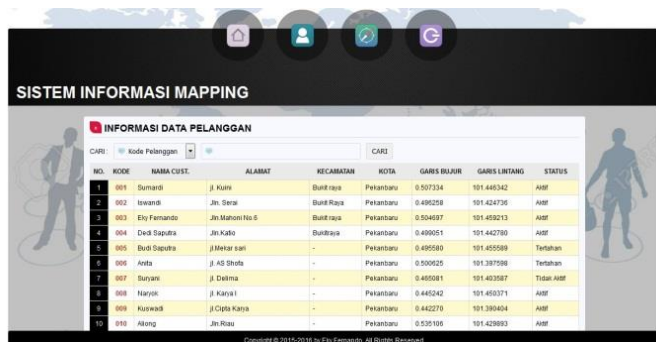 SISTEM INFORMASI MAPPING
INFORMASI DATA PELANGGAN
CARI : Kode Pelanggan CARI
NO. KODE NAMA CUST. ALAMAT KECAMATAN KOTA GARIS BUJUR GARIS LINTANG STATUS
1 001 Sumardi jl. Kuini Bukit raya Pekanbaru 0.507334 101.446342 Aktif
2 002 Iswandi Jln. Serai Bukit Raya Pekanbaru 0.496258 101.424736 Aktif
3 003 Eky Fernando Jln.Mahoni No.6 Bukit raya Pekanbaru 0.504697 101.459213 Aktif
4 004 Dedi Saputra Jln.Katio Bukitraya Pekanbaru 0.499051 101.442780 Aktif
5 005 Budi Saputra jl.Mekar sari - Pekanbaru 0.495580 101.455589 Tertahan
6 006 Anita jl. AS Shofa - Pekanbaru 0.500625 101.397598 Tertahan
7 007 Suryani jl. Delima - Pekanbaru 0.465081 101.403587 Tidak Aktif
8 008 Naryok jl. Karya I - Pekanbaru 0.445242 101.450371 Aktif
9 009 Kuswadi jl.Cipta Karya - Pekanbaru 0.442270 101.390404 Aktif
10 010 Aliong Jln.Riau - Pekanbaru 0.535106 101.429893 Aktif
Copyright © 2015-2016 by Eky Fernando. All Rights Reserved